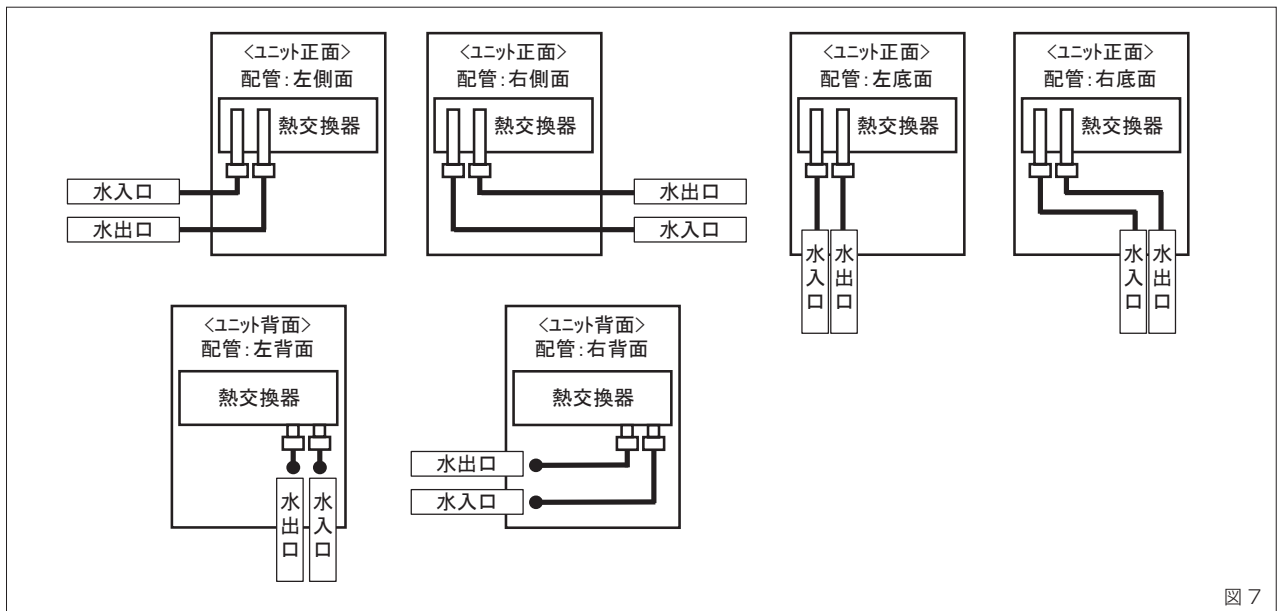 <ユニット正面>
配管:左側面
熱交換器
水入口
水出口
<ユニット正面>
配管:右側面
熱交換器
水出口
水入口
<ユニット正面>
配管:左底面
熱交換器
水入口
水出口
<ユニット正面>
配管:右底面
熱交換器
水入口
水出口
<ユニット背面>
配管:左背面
熱交換器
水出口
水入口
<ユニット背面>
配管:右背面
熱交換器
水出口
水入口
図7